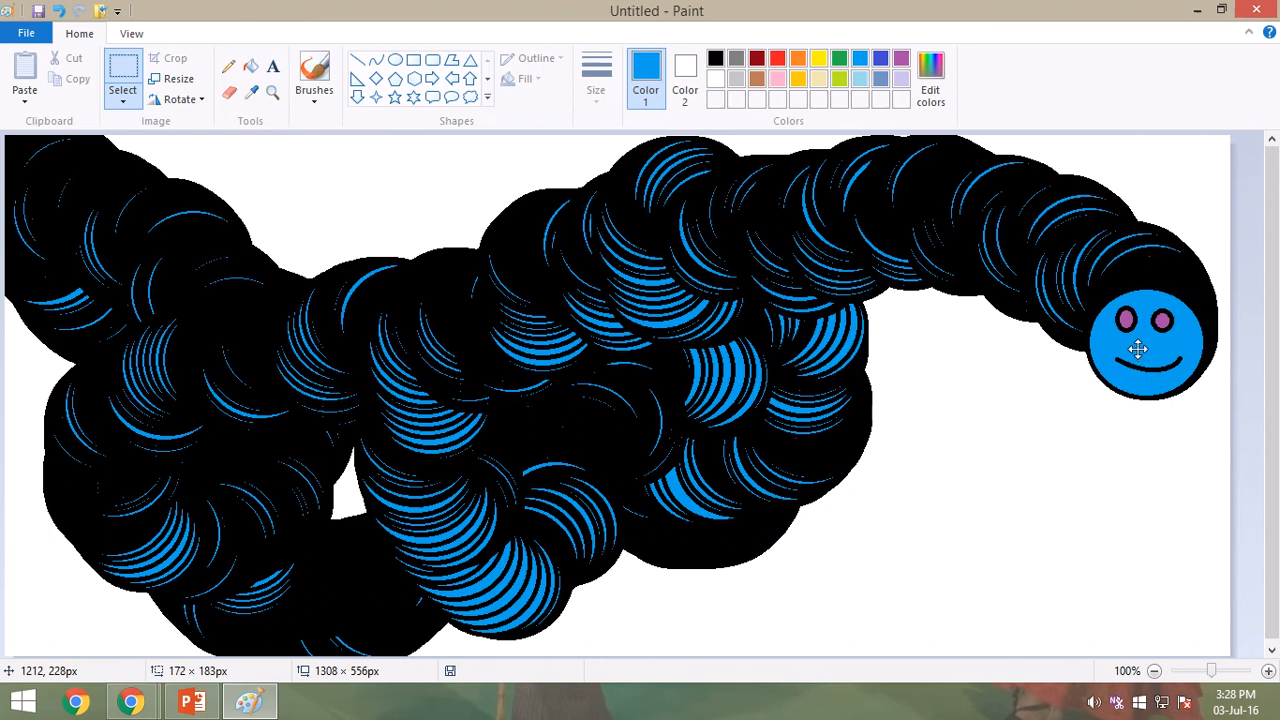 Untitled - Paint
File Home View
Paste
Cut
Copy
Clipboard
Select
Crop
Resize
Rotate
Image
A
Tools
Brushes
Outline
Fill
Shapes
Size
Color 1
Color 2
Edit colors
Colors
1212, 228px 172 × 183px 1308 × 556px 100%
3:28 PM
03-Jul-16